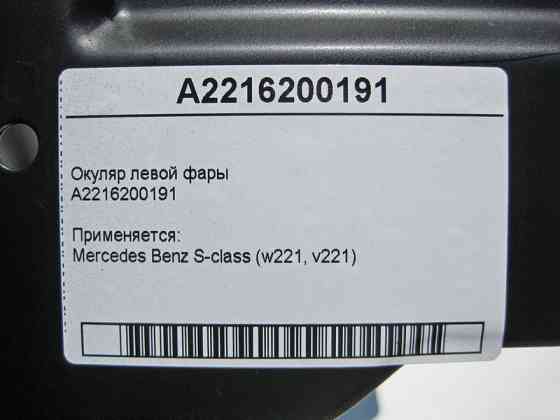 A2216200191
Окуляр левой фары
A2216200191
Применяется:
Mercedes Benz S-class (w221, v221)